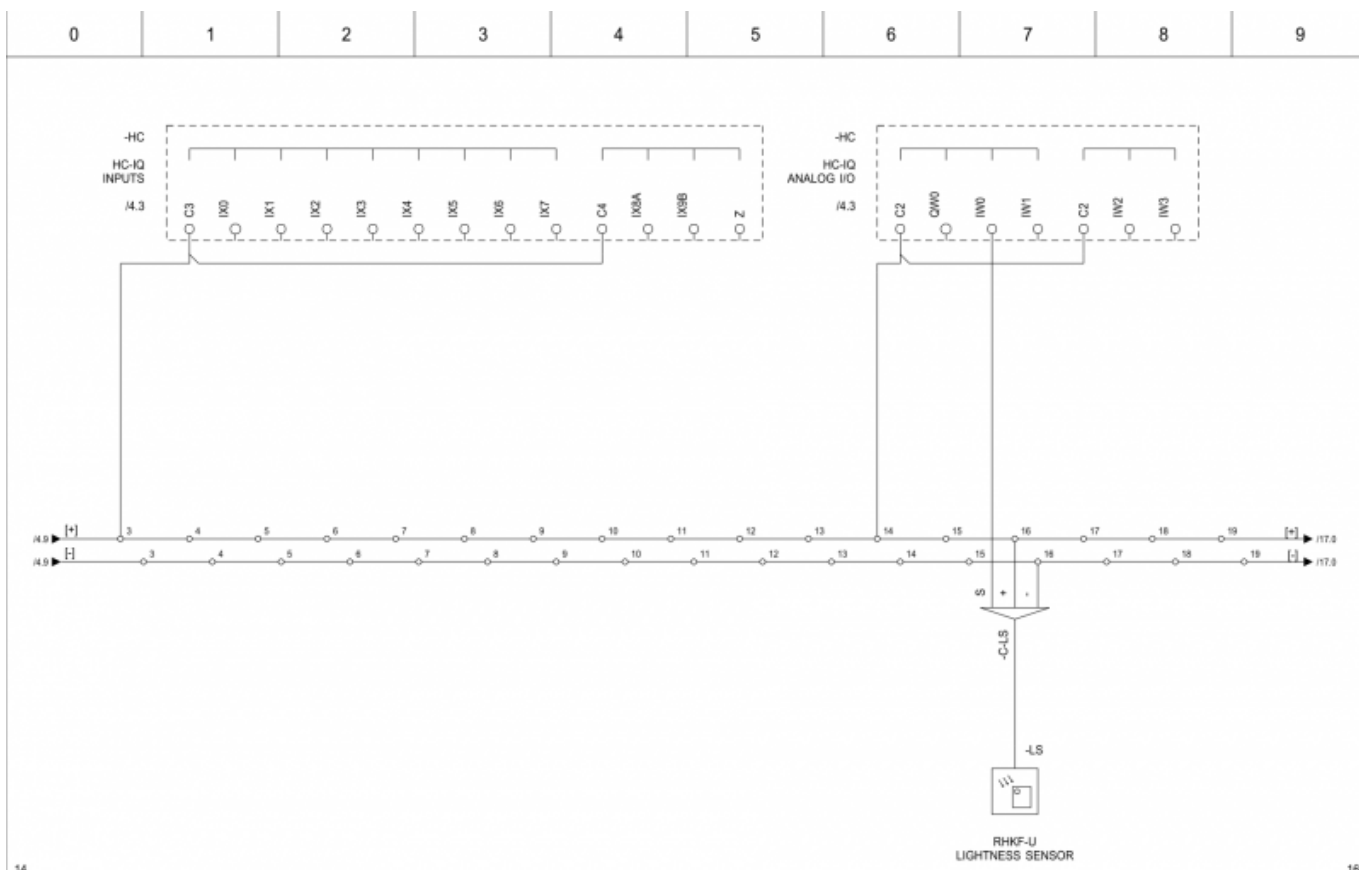 0 1 2 3 4 5 6 7 8 9
-HC
HC-IQ
INPUTS
/4.3
C3 IX0 IX1 IX2 IX3 IX4 IX5 IX6 IX7 C4 IX8A IX9B Z
-HC
HC-IQ
ANALOG I/O
/4.3
C2 QW0 IW0 IW1 C2 IW2 IW3
/4.9 [+] 3 4 5 6 7 8 9 10 11 12 13 14 15 16 17 18 19 [+] /17.0
/4.9 [-] 3 4 5 6 7 8 9 10 11 12 13 14 15 16 17 18 19 [-] /17.0
S + -
-C-LS
-LS
RHKF-U
LIGHTNESS SENSOR
14 16